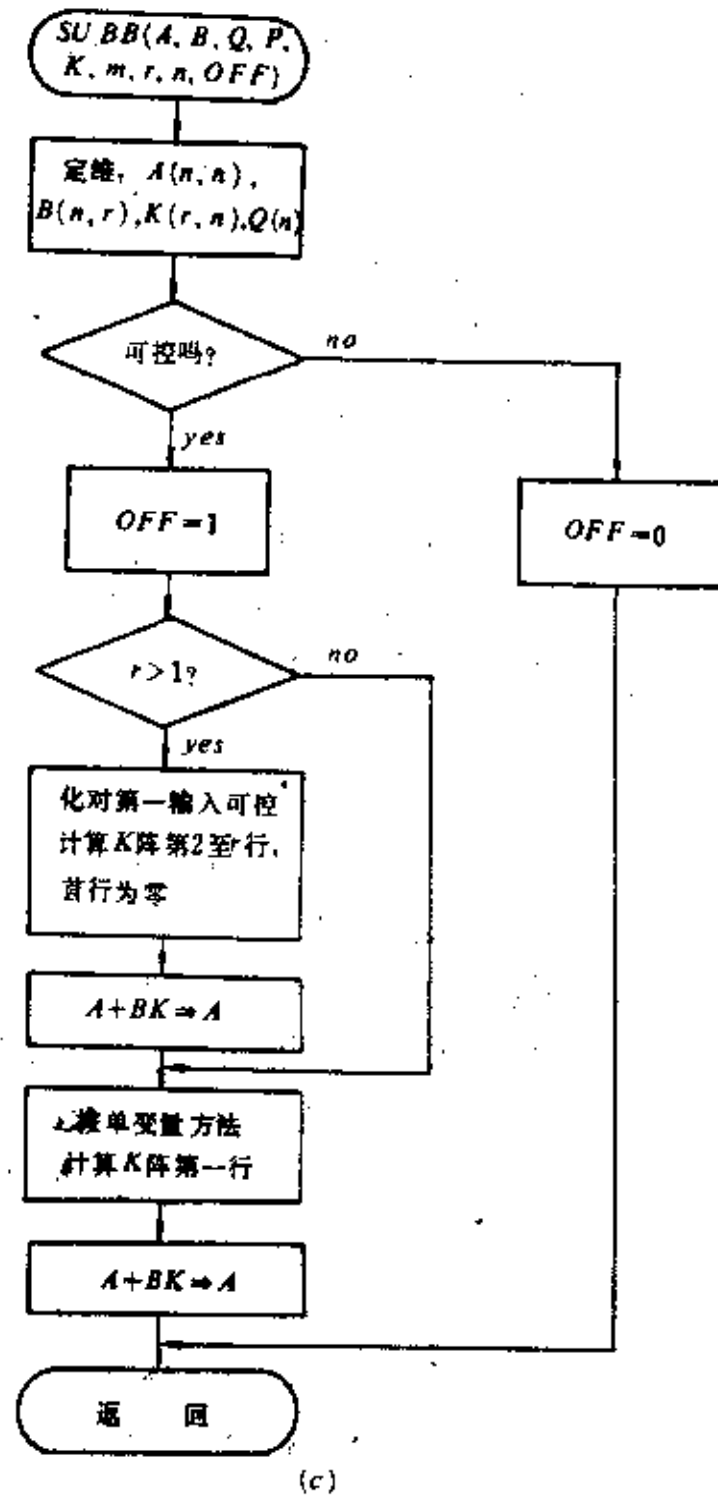 SUBB(A, B, Q, P,
K, m, r, n, OFF)
定维: A(n, n),
B(n, r), K(r, n), Q(n)
可控吗?
no
yes
OFF=1
OFF=0
r>1?
no
yes
化对第一输入可控
计算K阵第2至r行,
首行为零
A+BK⇒A
按单变量方法
计算K阵第一行
A+BK⇒A
返 回
(c)